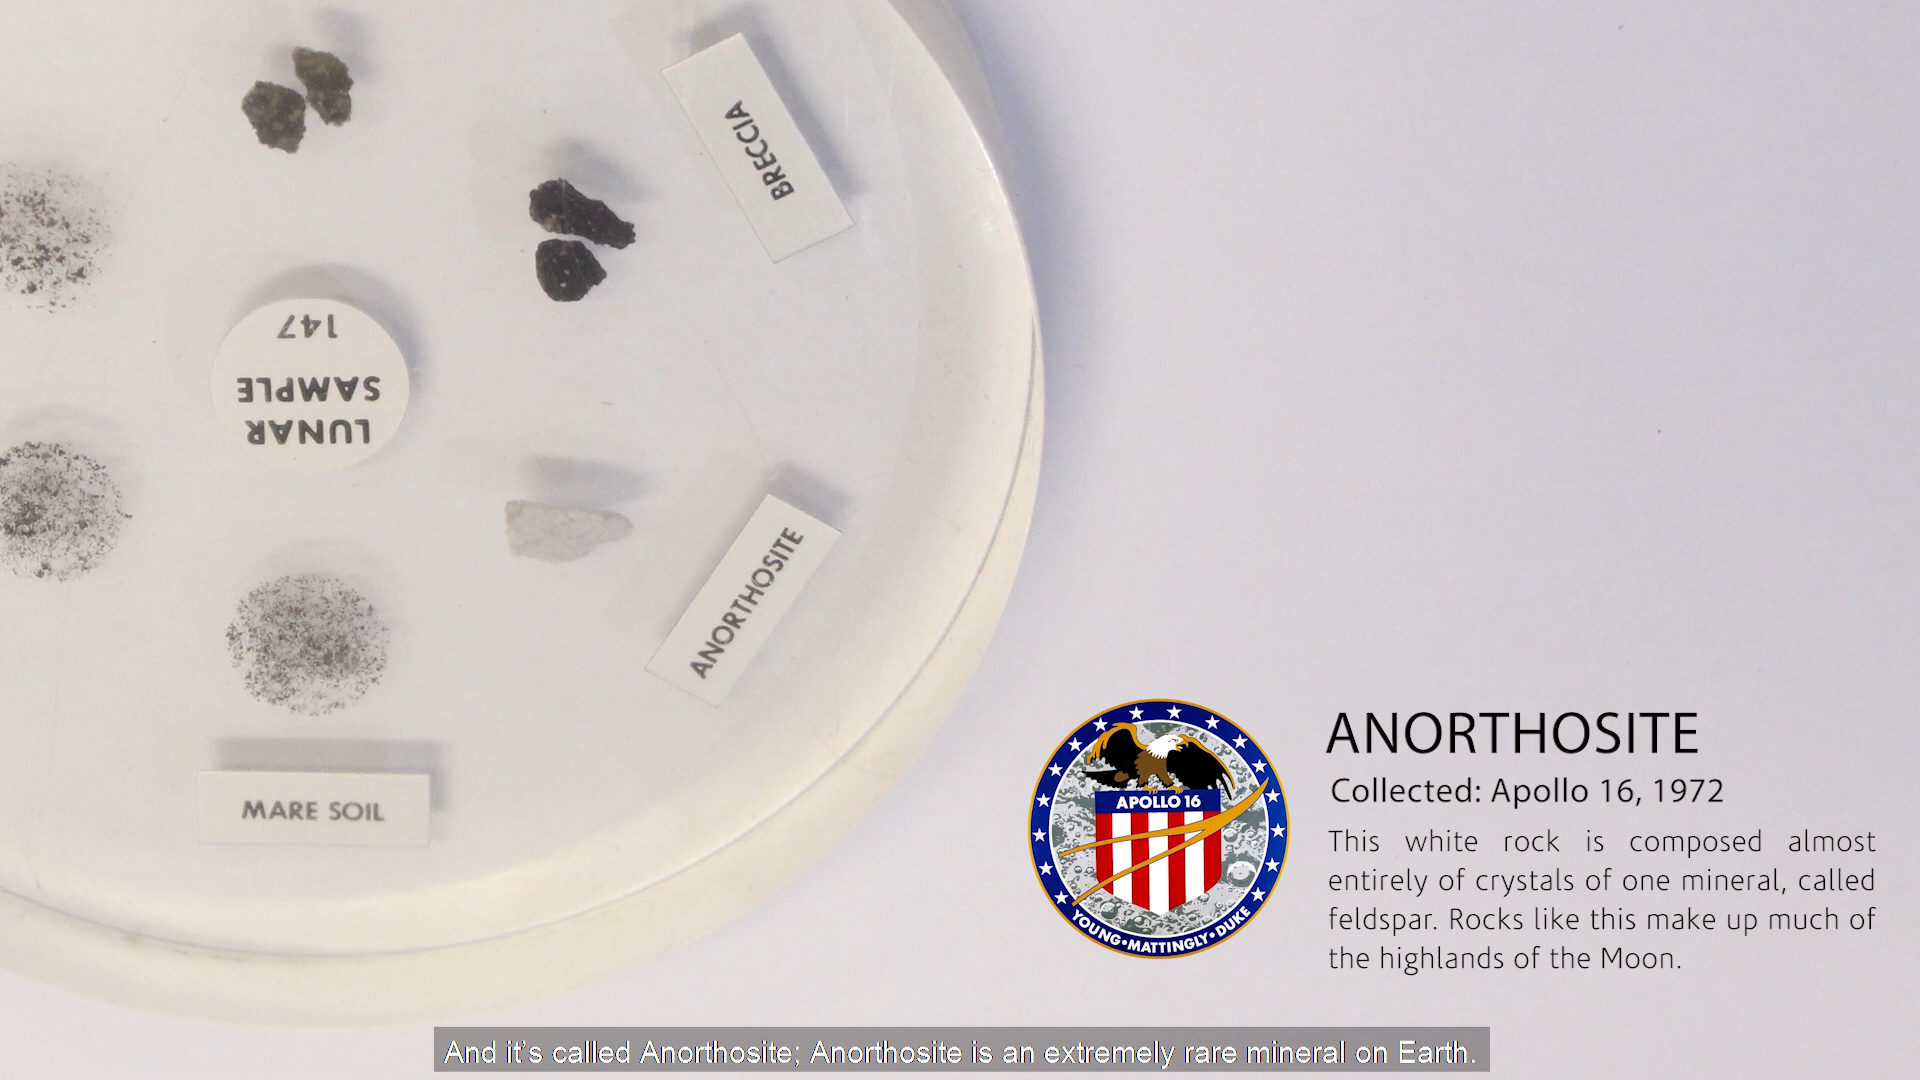 BRECCIA
LUNAR
SAMPLE
147
ANORTHOSITE
MARE SOIL
APOLLO 16
YOUNG•MATTINGLY•DUKE
ANORTHOSITE
Collected: Apollo 16, 1972
This white rock is composed almost
entirely of crystals of one mineral, called
feldspar. Rocks like this make up much of
the highlands of the Moon.
And it’s called Anorthosite; Anorthosite is an extremely rare mineral on Earth.